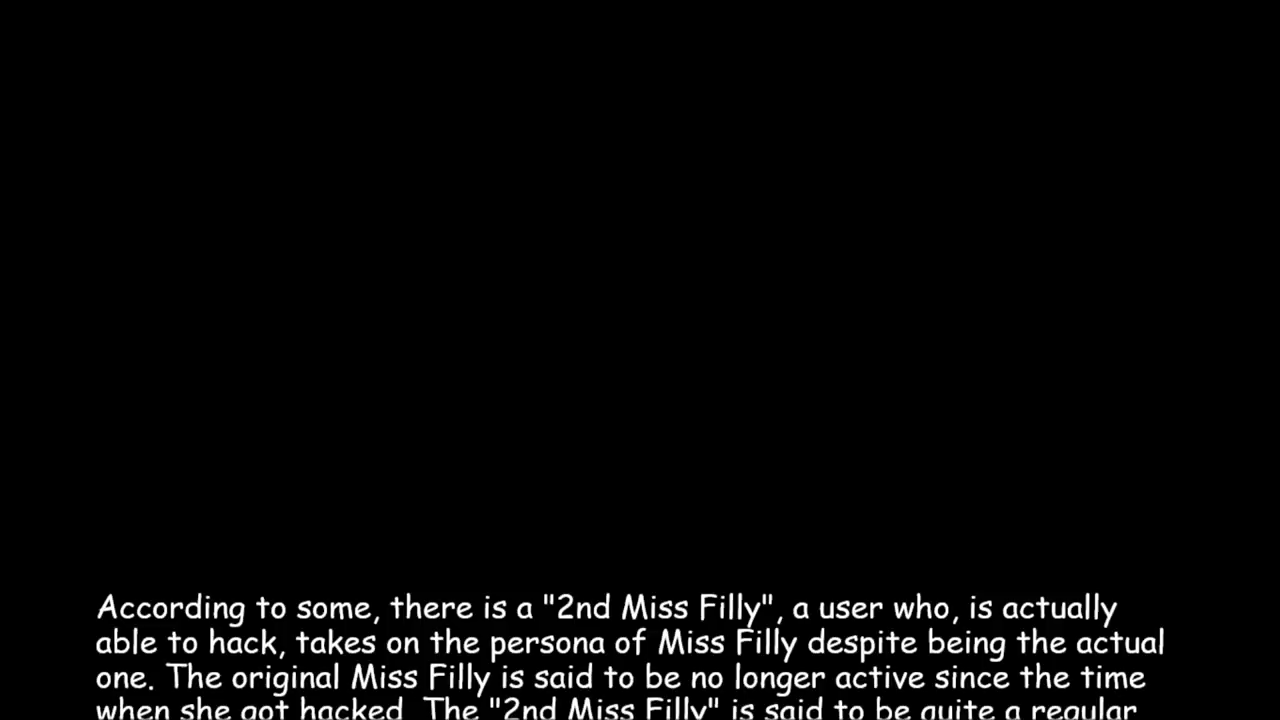 According to some, there is a "2nd Miss Filly", a user who, is actually
able to hack, takes on the persona of Miss Filly despite being the actual
one. The original Miss Filly is said to be no longer active since the time
when she got hacked. The "2nd Miss Filly" is said to be quite a regular